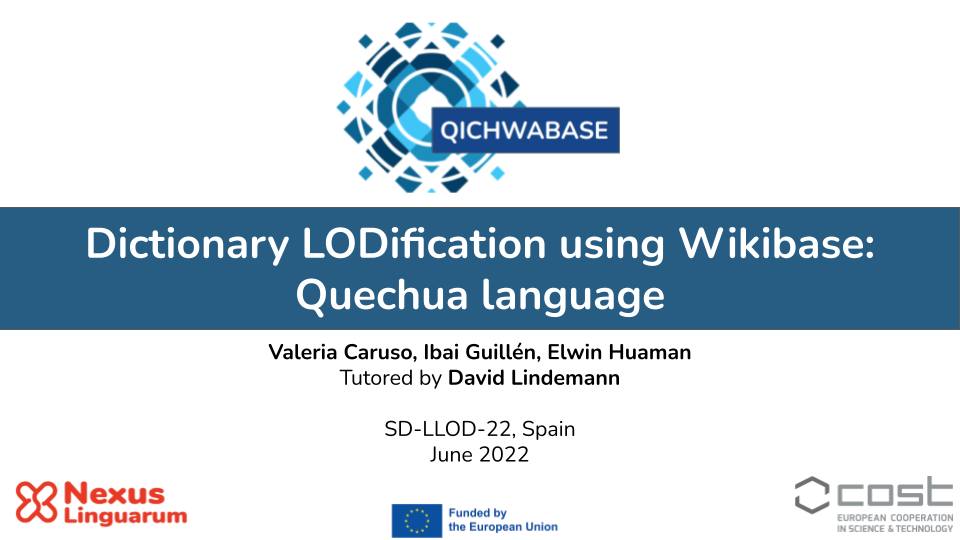 QICHWABASE
Dictionary LODification using Wikibase:
Quechua language
Valeria Caruso, Ibai Guillén, Elwin Huaman
Tutored by David Lindemann
SD-LLOD-22, Spain
June 2022
Nexus
Linguarum
Funded by
the European Union
cost
EUROPEAN COOPERATION
IN SCIENCE & TECHNOLOGY